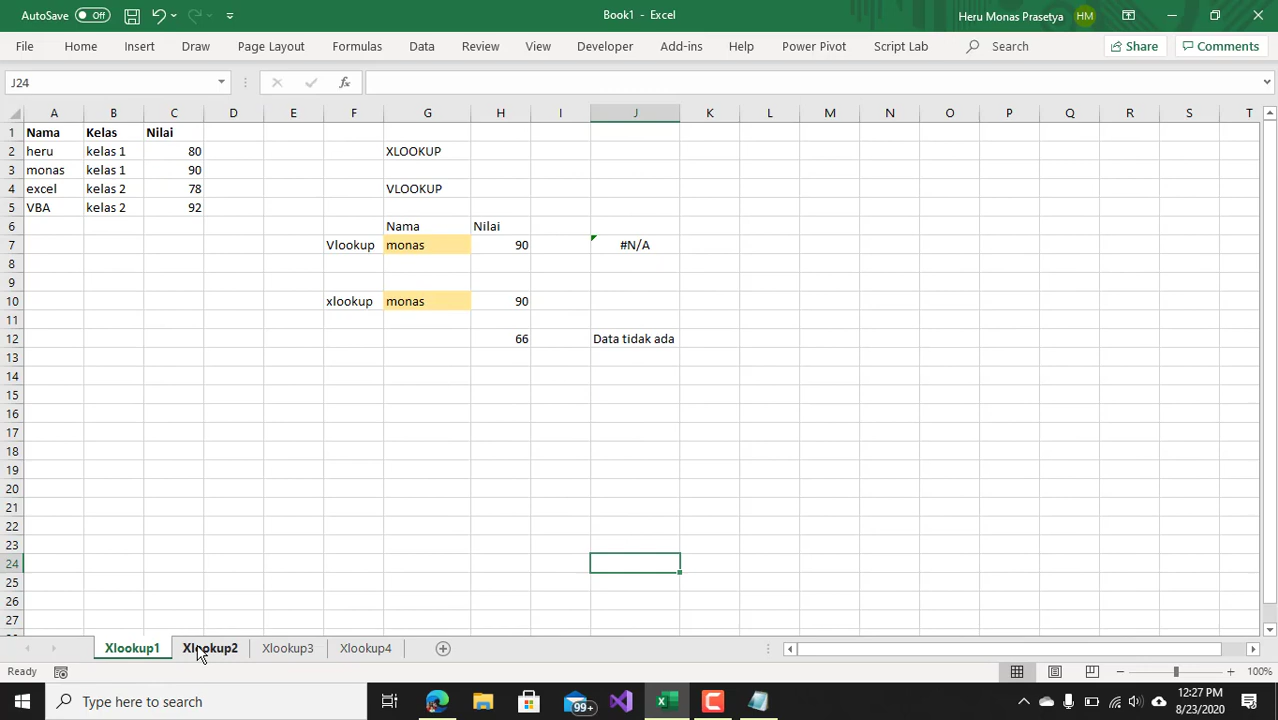 AutoSave Off Book1 - Excel Heru Monas Prasetya HM
File Home Insert Draw Page Layout Formulas Data Review View Developer Add-ins Help Power Pivot Script Lab Search Share Comments
J24 fx
A B C D E F G H I J K L M N O P Q R S T
1 Nama Kelas Nilai
2 heru kelas 1 80 XLOOKUP
3 monas kelas 1 90
4 excel kelas 2 78 VLOOKUP
5 VBA kelas 2 92
6 Nama Nilai
7 Vlookup monas 90 #N/A
8
9
10 xlookup monas 90
11
12 66 Data tidak ada
13
14
15
16
17
18
19
20
21
22
23
24
25
26
27
Xlookup1 Xlookup2 Xlookup3 Xlookup4
Ready 100%
Type here to search 99+ 12:27 PM
8/23/2020